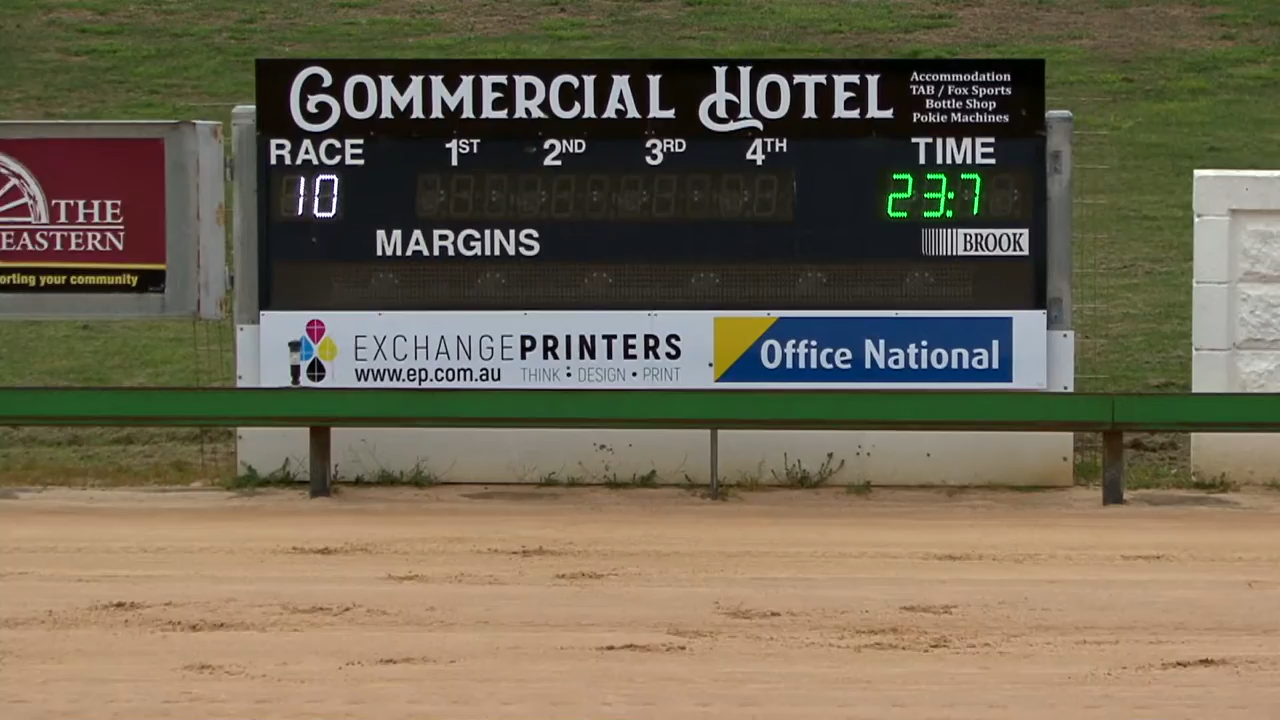 COMMERCIAL HOTEL
Accommodation
TAB / Fox Sports
Bottle Shop
Pokie Machines
RACE 1ST 2ND 3RD 4TH TIME
10 23:7
MARGINS
BROOK
THE
EASTERN
orting your community
EXCHANGEPRINTERS
www.ep.com.au THINK • DESIGN • PRINT
Office National